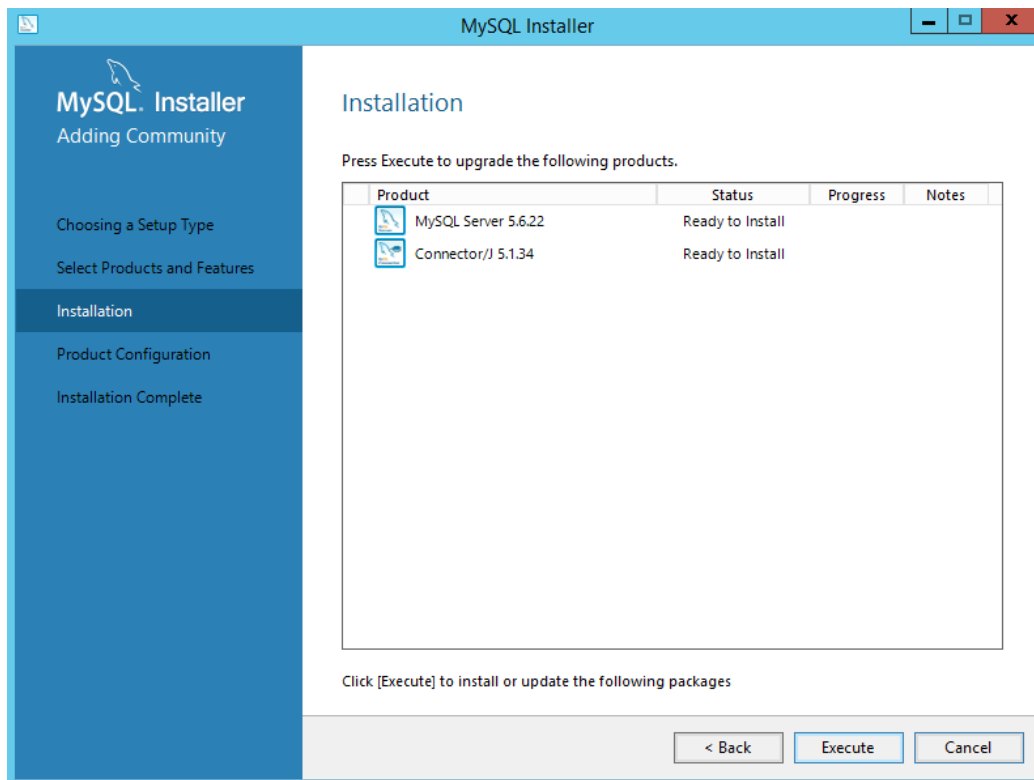 MySQL Installer
MySQL. Installer
Adding Community
Choosing a Setup Type
Select Products and Features
Installation
Product Configuration
Installation Complete
Installation
Press Execute to upgrade the following products.
Product Status Progress Notes
MySQL Server 5.6.22 Ready to Install
Connector/J 5.1.34 Ready to Install
Click [Execute] to install or update the following packages
< Back Execute Cancel